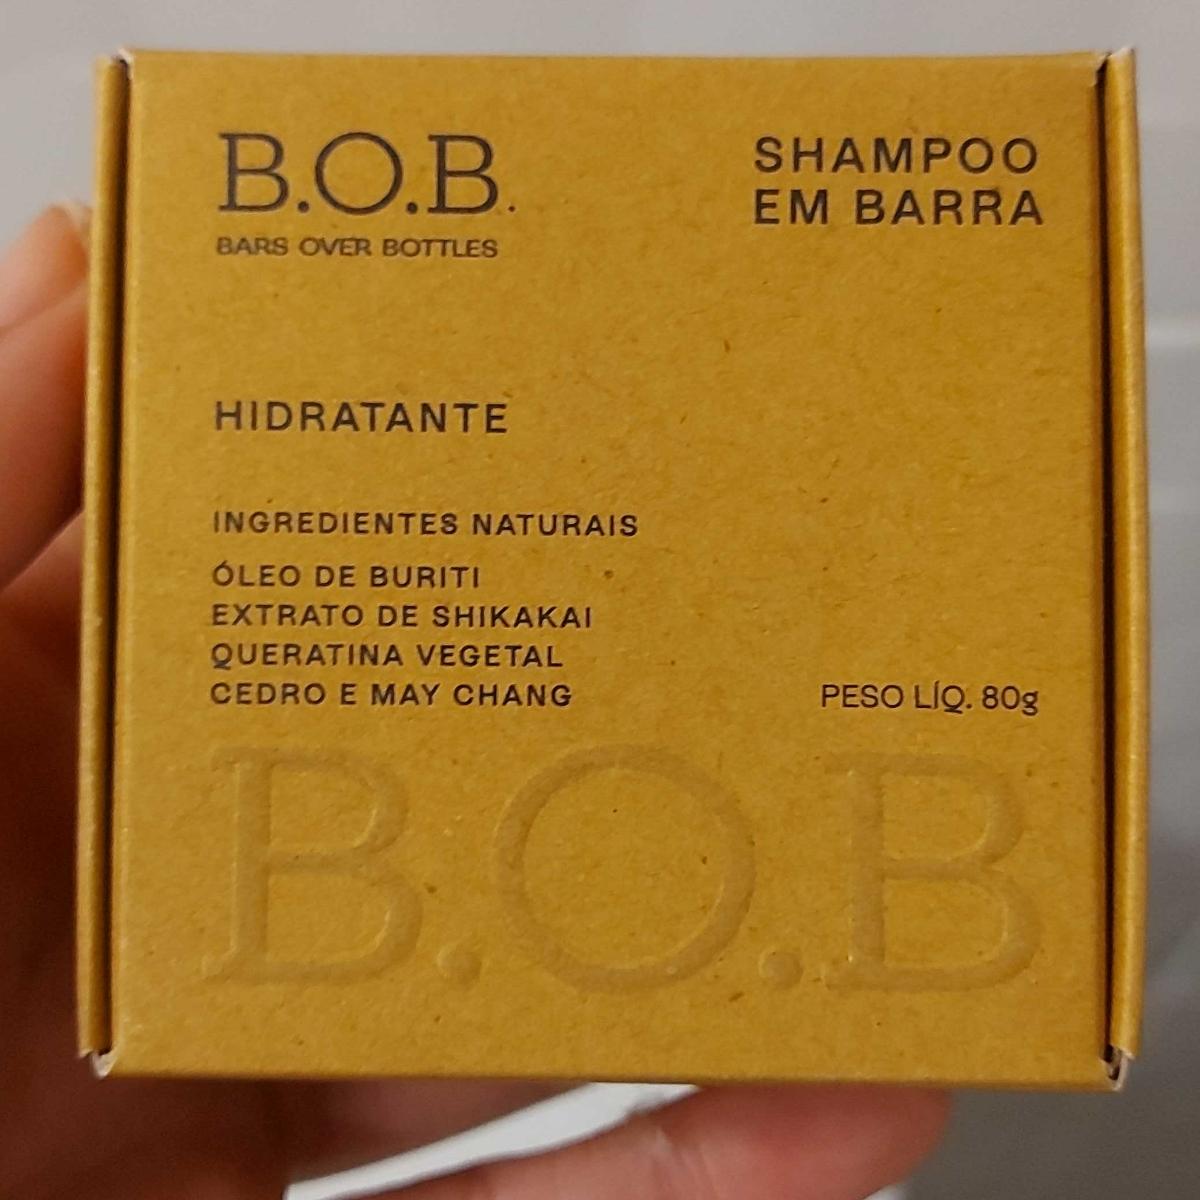 B.O.B.
BARS OVER BOTTLES
SHAMPOO
EM BARRA
HIDRATANTE
INGREDIENTES NATURAIS
ÓLEO DE BURITI
EXTRATO DE SHIKAKAI
QUERATINA VEGETAL
CEDRO E MAY CHANG
PESO LÍQ. 80g
B.O.B